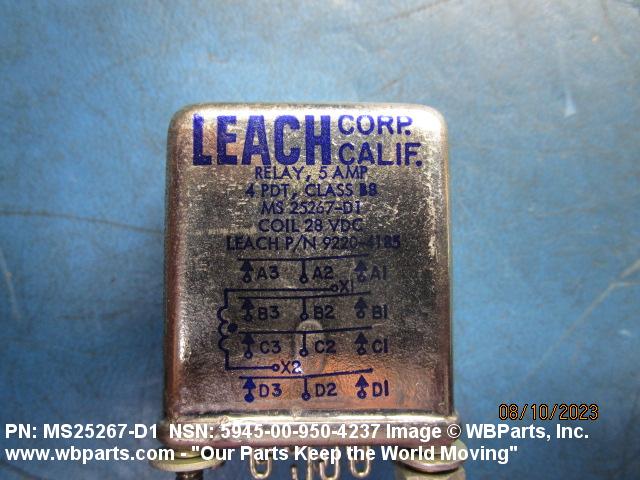 LEACH CORP.
CALIF.
RELAY, 5 AMP
4 PDT, CLASS B8
MS 25267-D1
COIL 28 VDC
LEACH P/N 9220-4185
A3 A2 A1
X1
B3 B2 B1
C3 C2 C1
X2
D3 D2 D1
08/10/2023
PN: MS25267-D1 NSN: 5945-00-950-4237 Image © WBParts, Inc.
www.wbparts.com - "Our Parts Keep the World Moving"